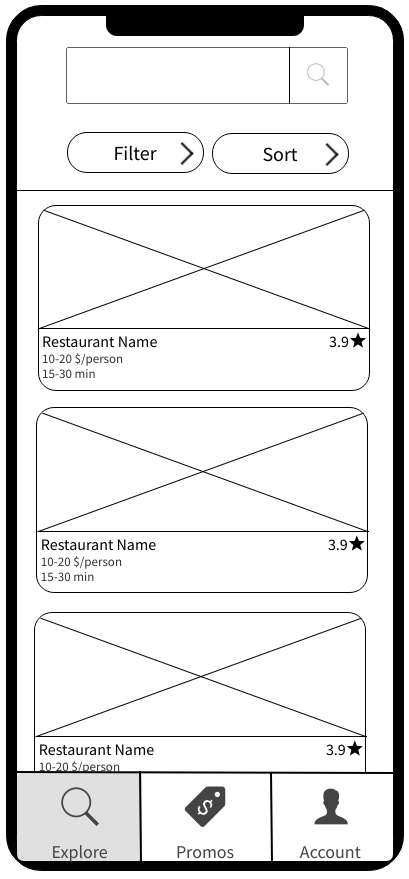 Filter
Sort
Restaurant Name 3.9★
10-20 $/person
15-30 min
Restaurant Name 3.9★
10-20 $/person
15-30 min
Restaurant Name 3.9★
10-20 $/person
Explore
Promos
Account